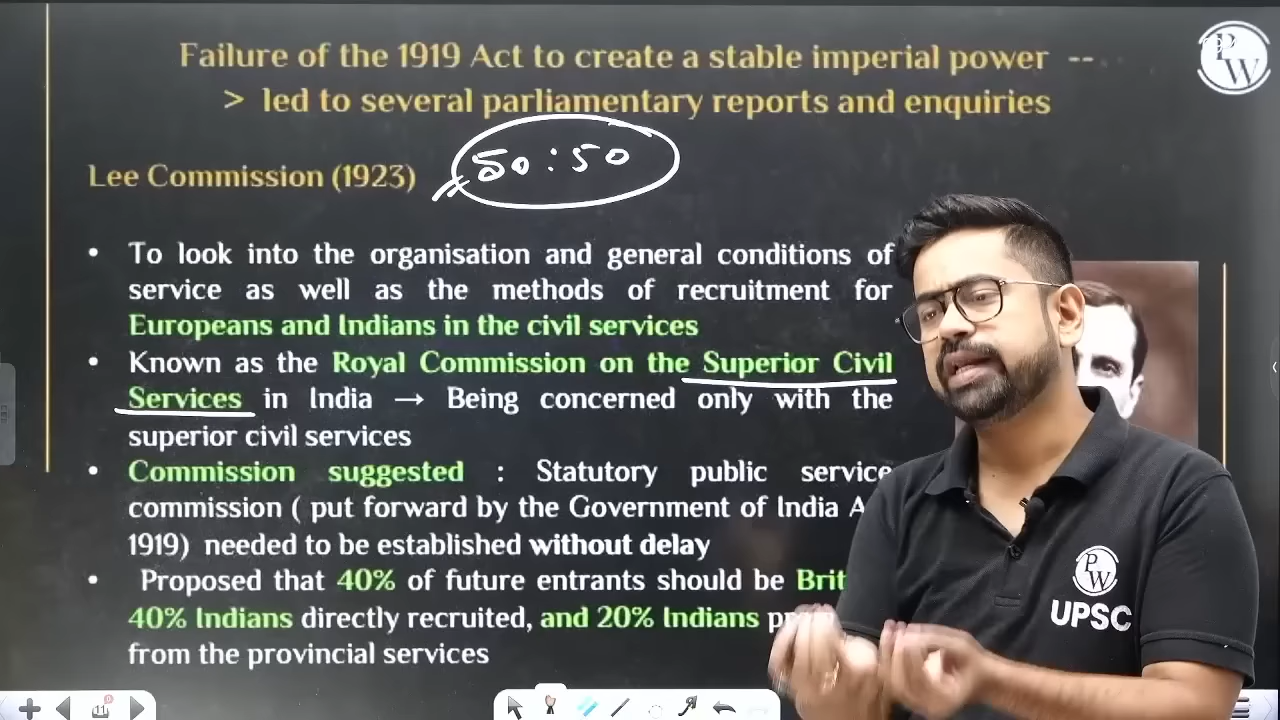 Failure of the 1919 Act to create a stable imperial power --
> led to several parliamentary reports and enquiries
Lee Commission (1923)
50:50
• To look into the organisation and general conditions of
service as well as the methods of recruitment for
Europeans and Indians in the civil services
• Known as the Royal Commission on the Superior Civil
Services in India → Being concerned only with the
superior civil services
• Commission suggested : Statutory public service
commission ( put forward by the Government of India
1919) needed to be established without delay
• Proposed that 40% of future entrants should be
40% Indians directly recruited, and 20% Indians
from the provincial services
PW
PW
UPSC